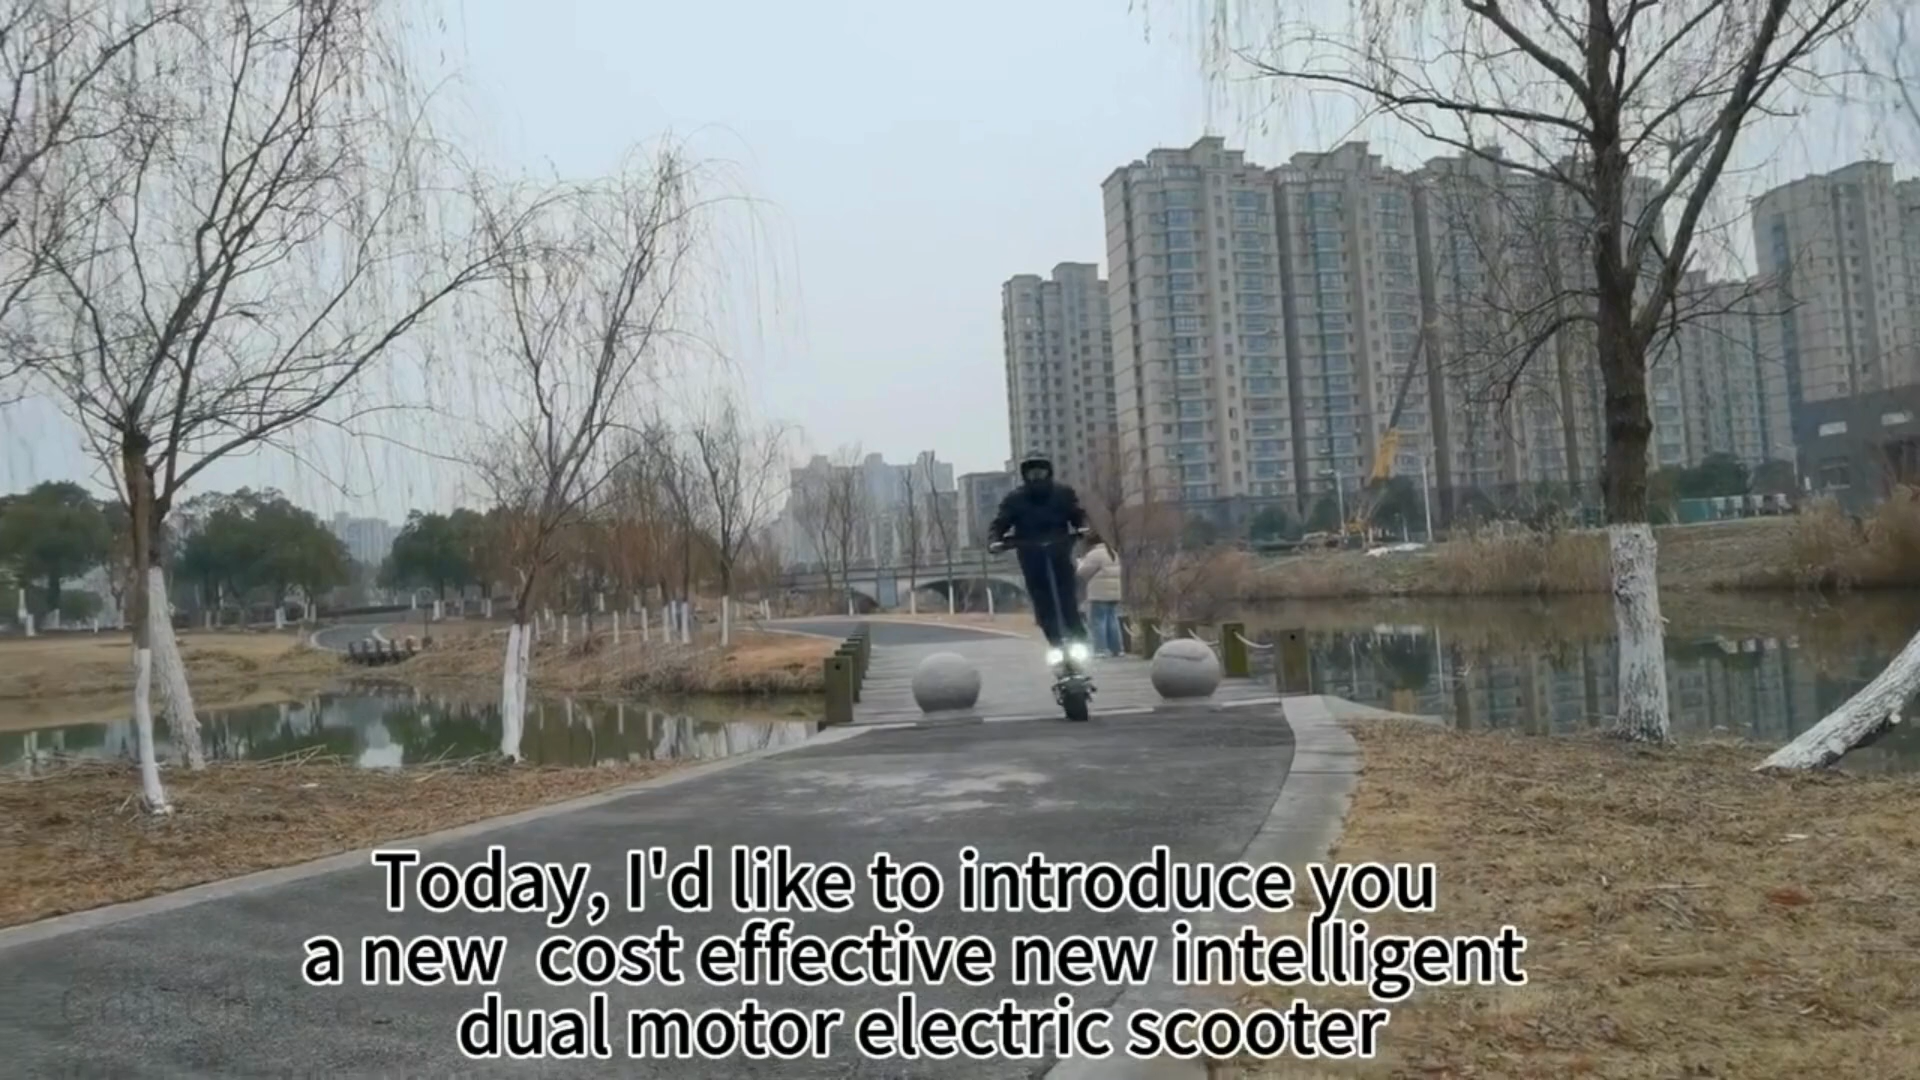 Today, I'd like to introduce you
a new cost effective new intelligent
dual motor electric scooter